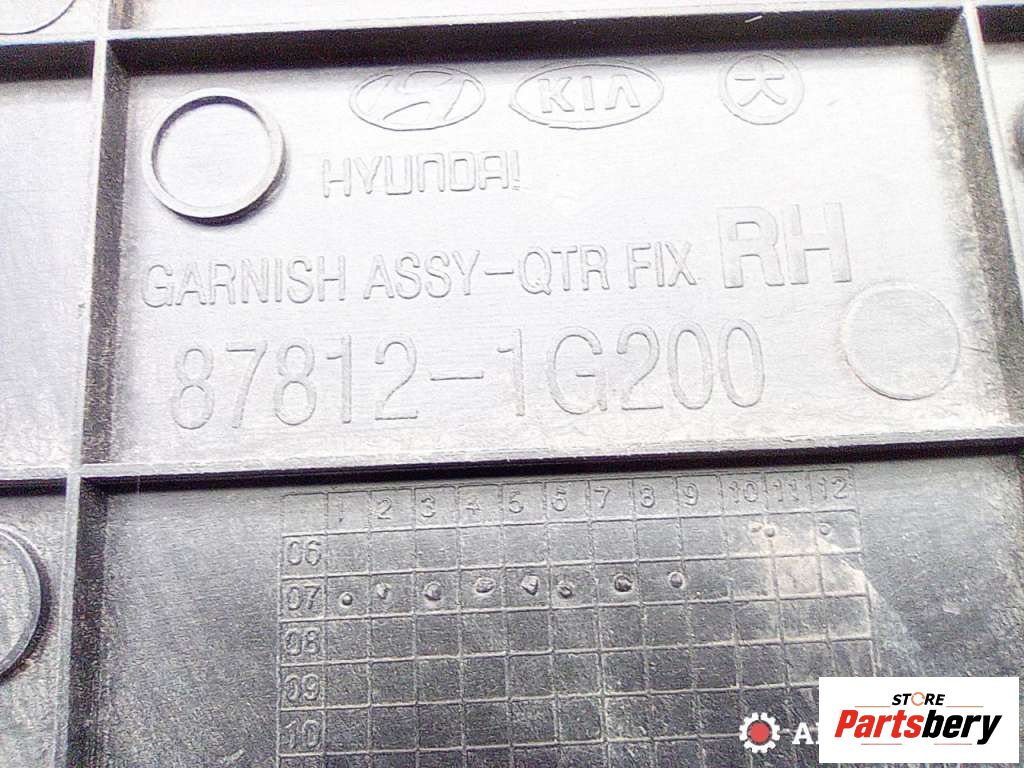 KIA 大
HYUNDAI
GARNISH ASSY-QTR FIX RH
87812-1G200
1 2 3 4 5 6 7 8 9 10 11 12
06
07
08
09
10
STORE
Partsbery